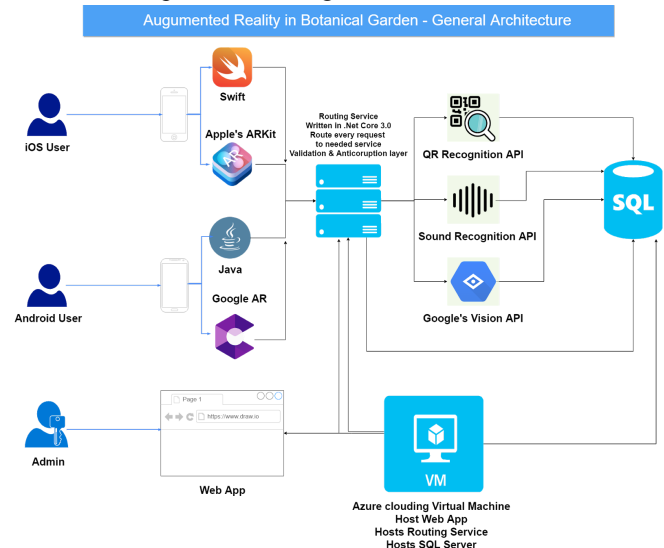 Augumented Reality in Botanical Garden - General Architecture
Swift
iOS User
Apple's ARKit
AR
Routing Service
Written in .Net Core 3.0
Route every request
to needed service
Validation & Anticoruption layer
QR Recognition API
SQL
Sound Recognition API
Java
Google AR
Android User
Google's Vision API
Page 1
https://www.draw.io
Admin
Web App
VM
Azure clouding Virtual Machine
Host Web App
Hosts Routing Service
Hosts SQL Server